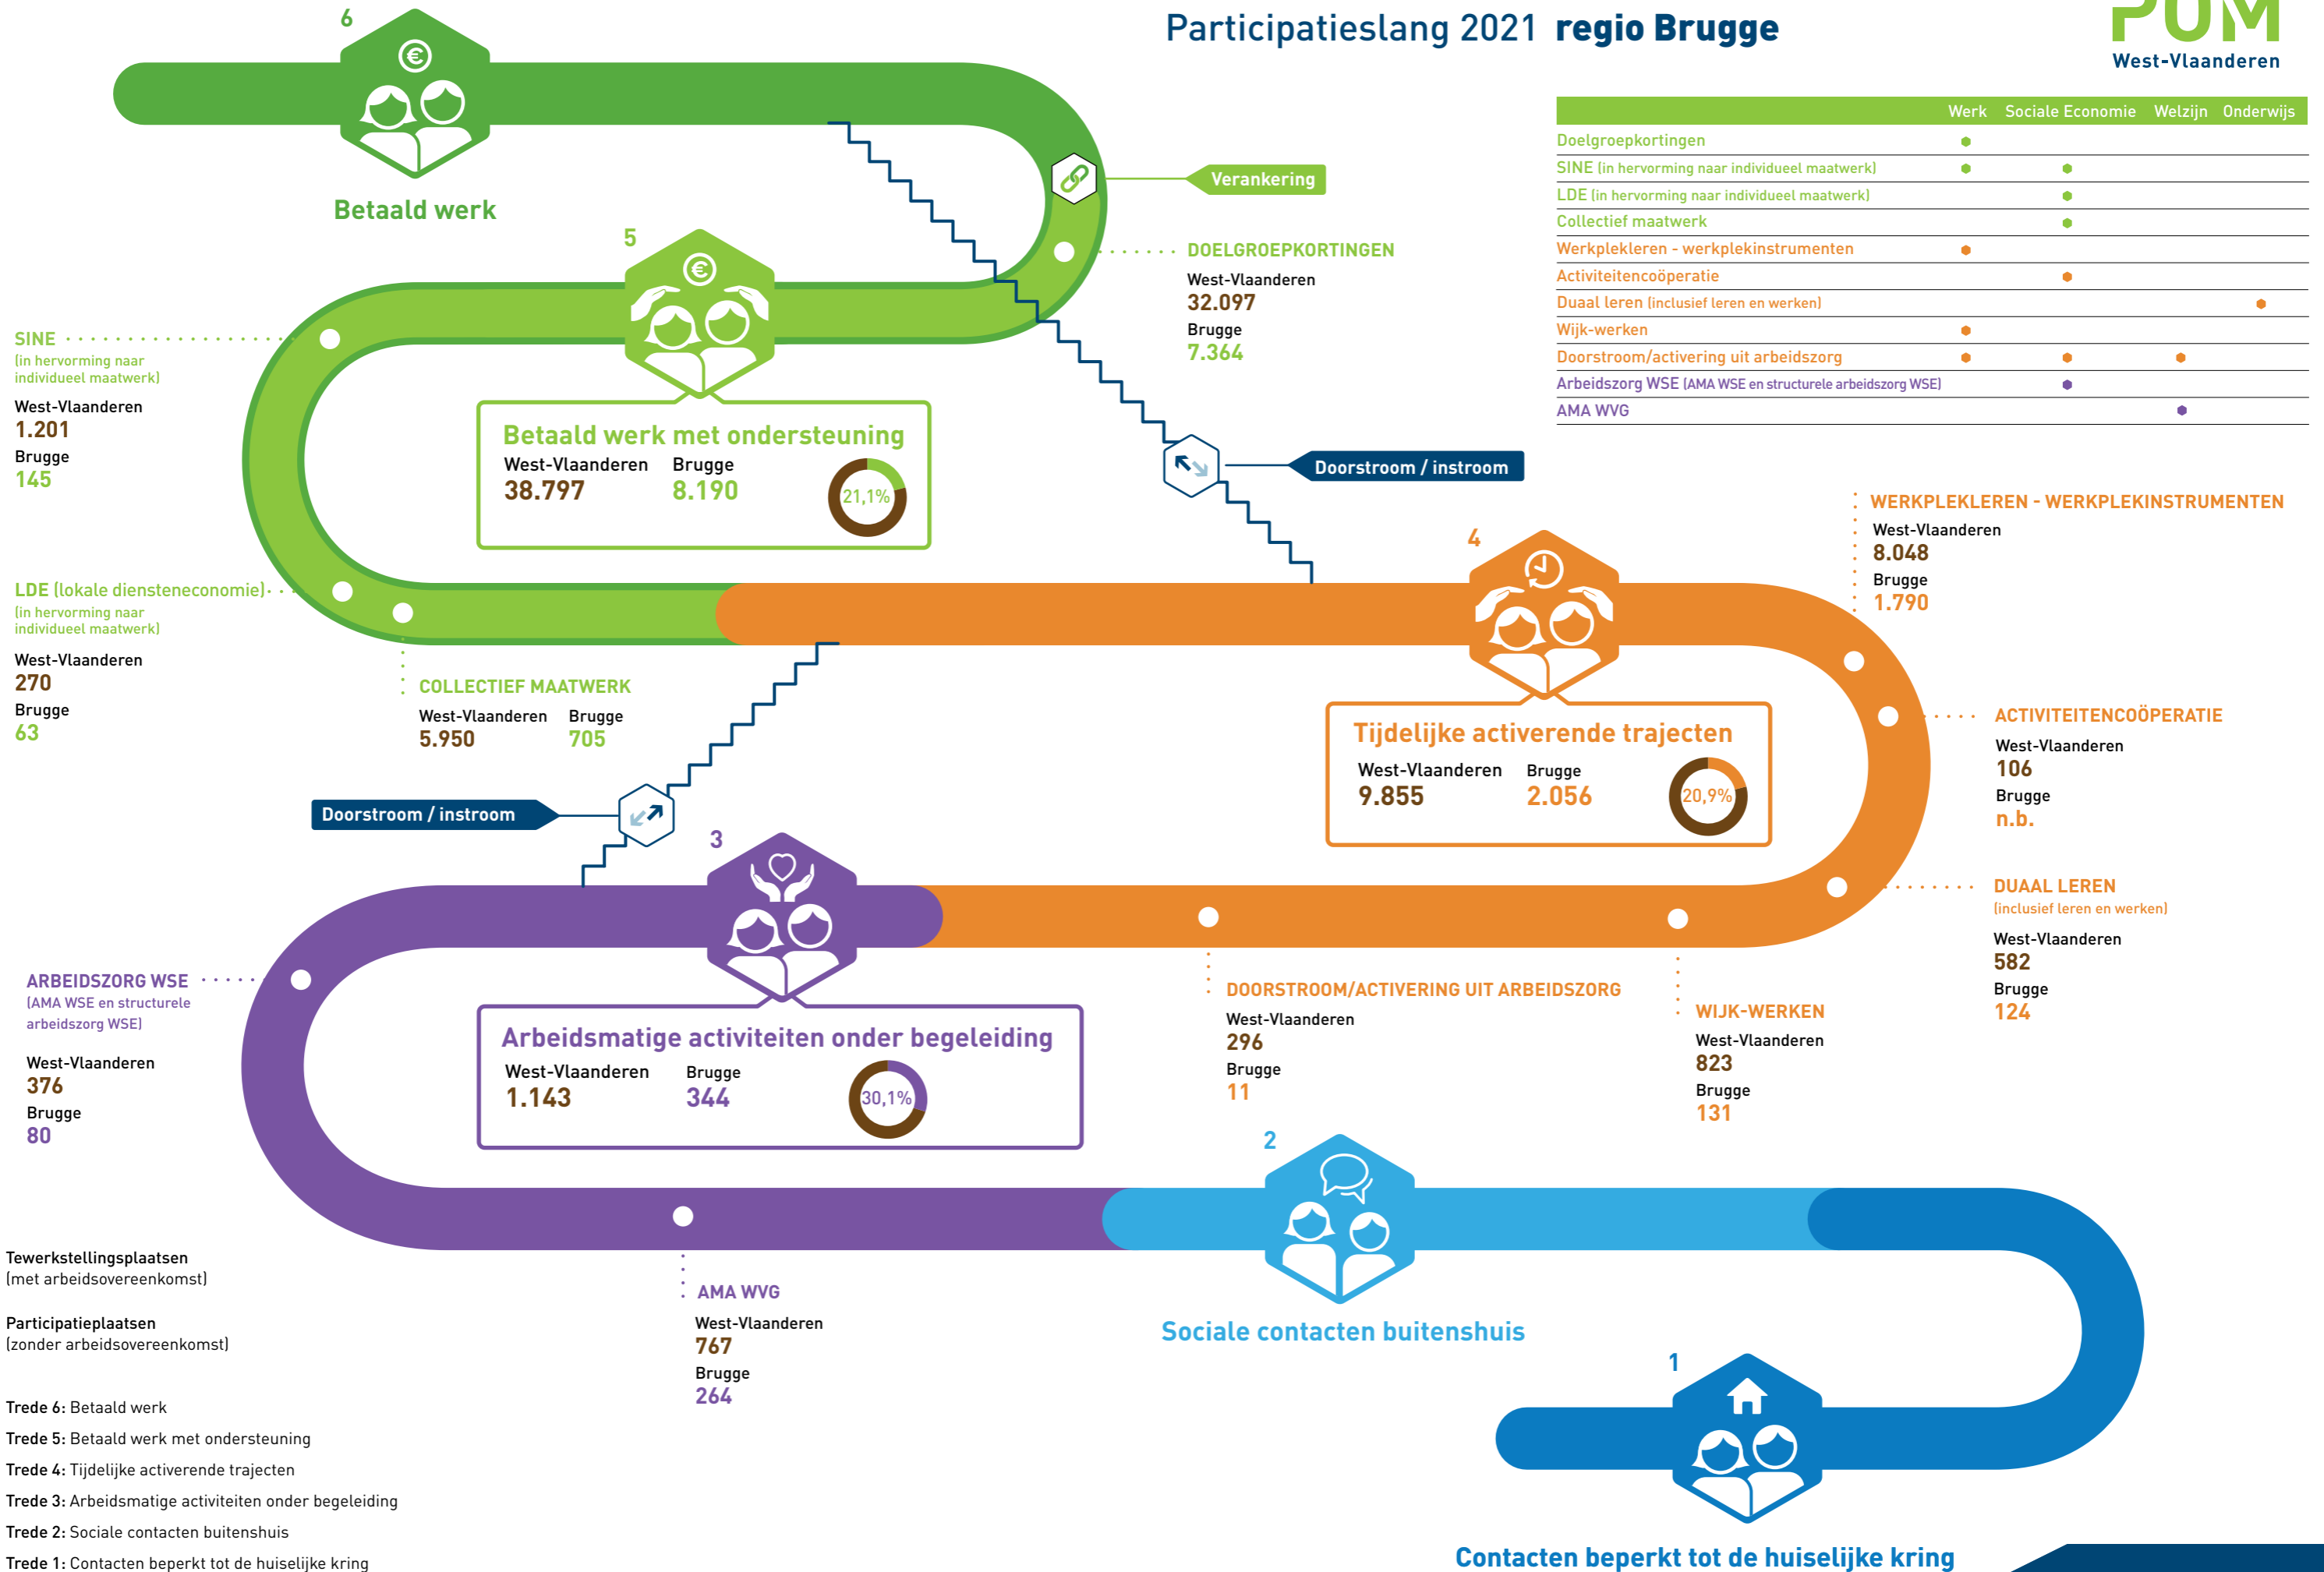 Participatieslang 2021 regio Brugge
POM
West-Vlaanderen
Werk Sociale Economie Welzijn Onderwijs
Doelgroepkortingen
SINE (in hervorming naar individueel maatwerk)
LDE (in hervorming naar individueel maatwerk)
Collectief maatwerk
Werkplekleren - werkplekinstrumenten
Activiteitencoöperatie
Duaal leren (inclusief leren en werken)
Wijk-werken
Doorstroom/activering uit arbeidszorg
Arbeidszorg WSE (AMA WSE en structurele arbeidszorg WSE)
AMA WVG
6
€
Betaald werk
Verankering
DOELGROEPKORTINGEN
West-Vlaanderen
32.097
Brugge
7.364
5
€
Betaald werk met ondersteuning
West-Vlaanderen Brugge
38.797 8.190
21,1%
SINE
(in hervorming naar
individueel maatwerk)
West-Vlaanderen
1.201
Brugge
145
LDE (lokale diensteneconomie)
(in hervorming naar
individueel maatwerk)
West-Vlaanderen
270
Brugge
63
COLLECTIEF MAATWERK
West-Vlaanderen Brugge
5.950 705
Doorstroom / instroom
4
Tijdelijke activerende trajecten
West-Vlaanderen Brugge
9.855 2.056
20,9%
WERKPLEKLEREN - WERKPLEKINSTRUMENTEN
West-Vlaanderen
8.048
Brugge
1.790
ACTIVITEITENCOÖPERATIE
West-Vlaanderen
106
Brugge
n.b.
DUAAL LEREN
(inclusief leren en werken)
West-Vlaanderen
582
Brugge
124
WIJK-WERKEN
West-Vlaanderen
823
Brugge
131
DOORSTROOM/ACTIVERING UIT ARBEIDSZORG
West-Vlaanderen
296
Brugge
11
Doorstroom / instroom
3
Arbeidsmatige activiteiten onder begeleiding
West-Vlaanderen Brugge
1.143 344
30,1%
ARBEIDSZORG WSE
(AMA WSE en structurele
arbeidszorg WSE)
West-Vlaanderen
376
Brugge
80
AMA WVG
West-Vlaanderen
767
Brugge
264
2
Sociale contacten buitenshuis
1
Contacten beperkt tot de huiselijke kring
Tewerkstellingsplaatsen
(met arbeidsovereenkomst)
Participatieplaatsen
(zonder arbeidsovereenkomst)
Trede 6: Betaald werk
Trede 5: Betaald werk met ondersteuning
Trede 4: Tijdelijke activerende trajecten
Trede 3: Arbeidsmatige activiteiten onder begeleiding
Trede 2: Sociale contacten buitenshuis
Trede 1: Contacten beperkt tot de huiselijke kring